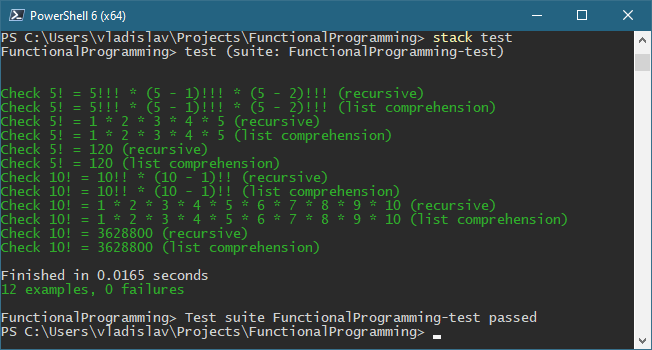 PowerShell 6 (x64)
PS C:\Users\vladislav\Projects\FunctionalProgramming> stack test
FunctionalProgramming> test (suite: FunctionalProgramming-test)
Check 5! = 5!!! * (5 - 1)!!! * (5 - 2)!!! (recursive)
Check 5! = 5!!! * (5 - 1)!!! * (5 - 2)!!! (list comprehension)
Check 5! = 1 * 2 * 3 * 4 * 5 (recursive)
Check 5! = 1 * 2 * 3 * 4 * 5 (list comprehension)
Check 5! = 120 (recursive)
Check 5! = 120 (list comprehension)
Check 10! = 10!! * (10 - 1)!! (recursive)
Check 10! = 10!! * (10 - 1)!! (list comprehension)
Check 10! = 1 * 2 * 3 * 4 * 5 * 6 * 7 * 8 * 9 * 10 (recursive)
Check 10! = 1 * 2 * 3 * 4 * 5 * 6 * 7 * 8 * 9 * 10 (list comprehension)
Check 10! = 3628800 (recursive)
Check 10! = 3628800 (list comprehension)
Finished in 0.0165 seconds
12 examples, 0 failures
FunctionalProgramming> Test suite FunctionalProgramming-test passed
PS C:\Users\vladislav\Projects\FunctionalProgramming>